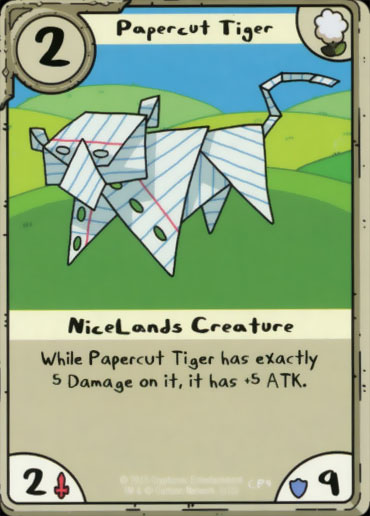 2
Papercut Tiger
NiceLands Creature
While Papercut Tiger has exactly
5 Damage on it, it has +5 ATK.
2
9